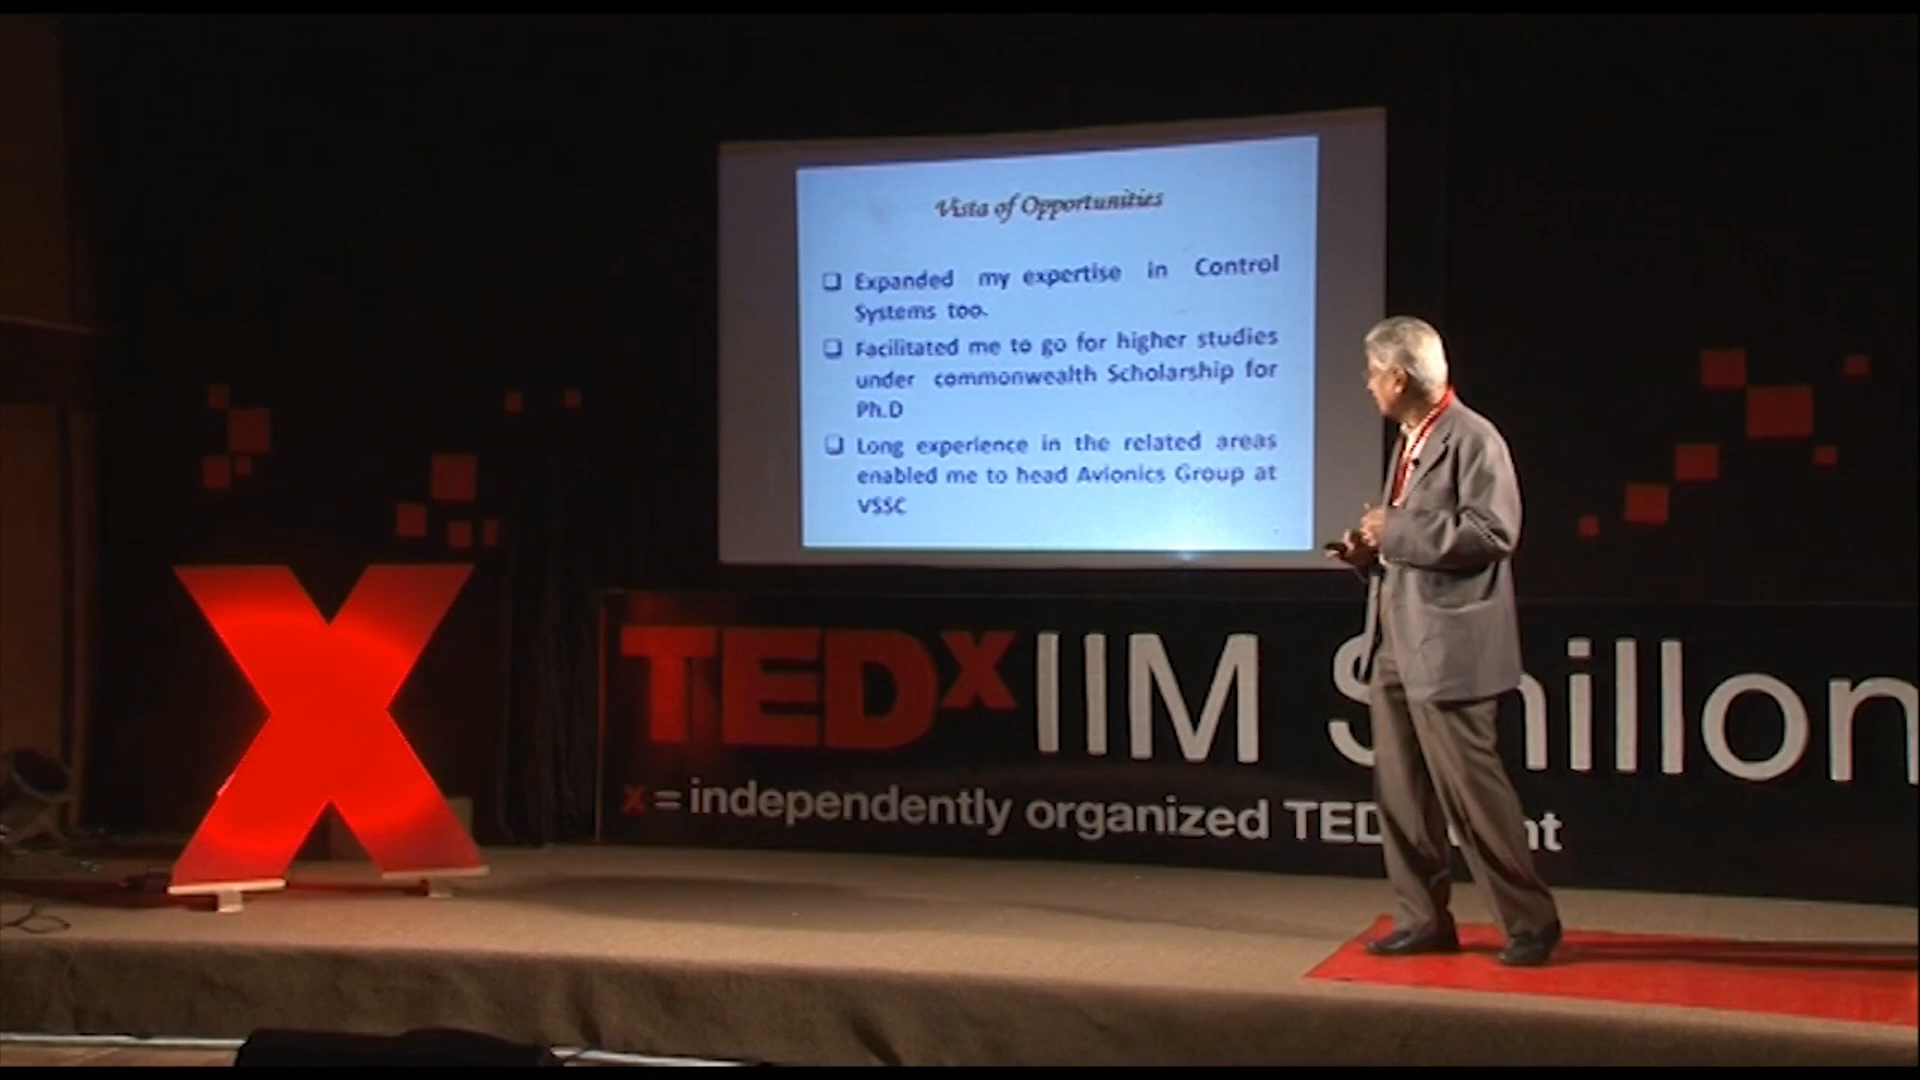 Vista of Opportunities
Expanded my expertise in Control
Systems too.
Facilitated me to go for higher studies
under commonwealth Scholarship for
Ph.D
Long experience in the related areas
enabled me to head Avionics Group at
VSSC
X
TEDx IIM S hillon
x = independently organized TED nt